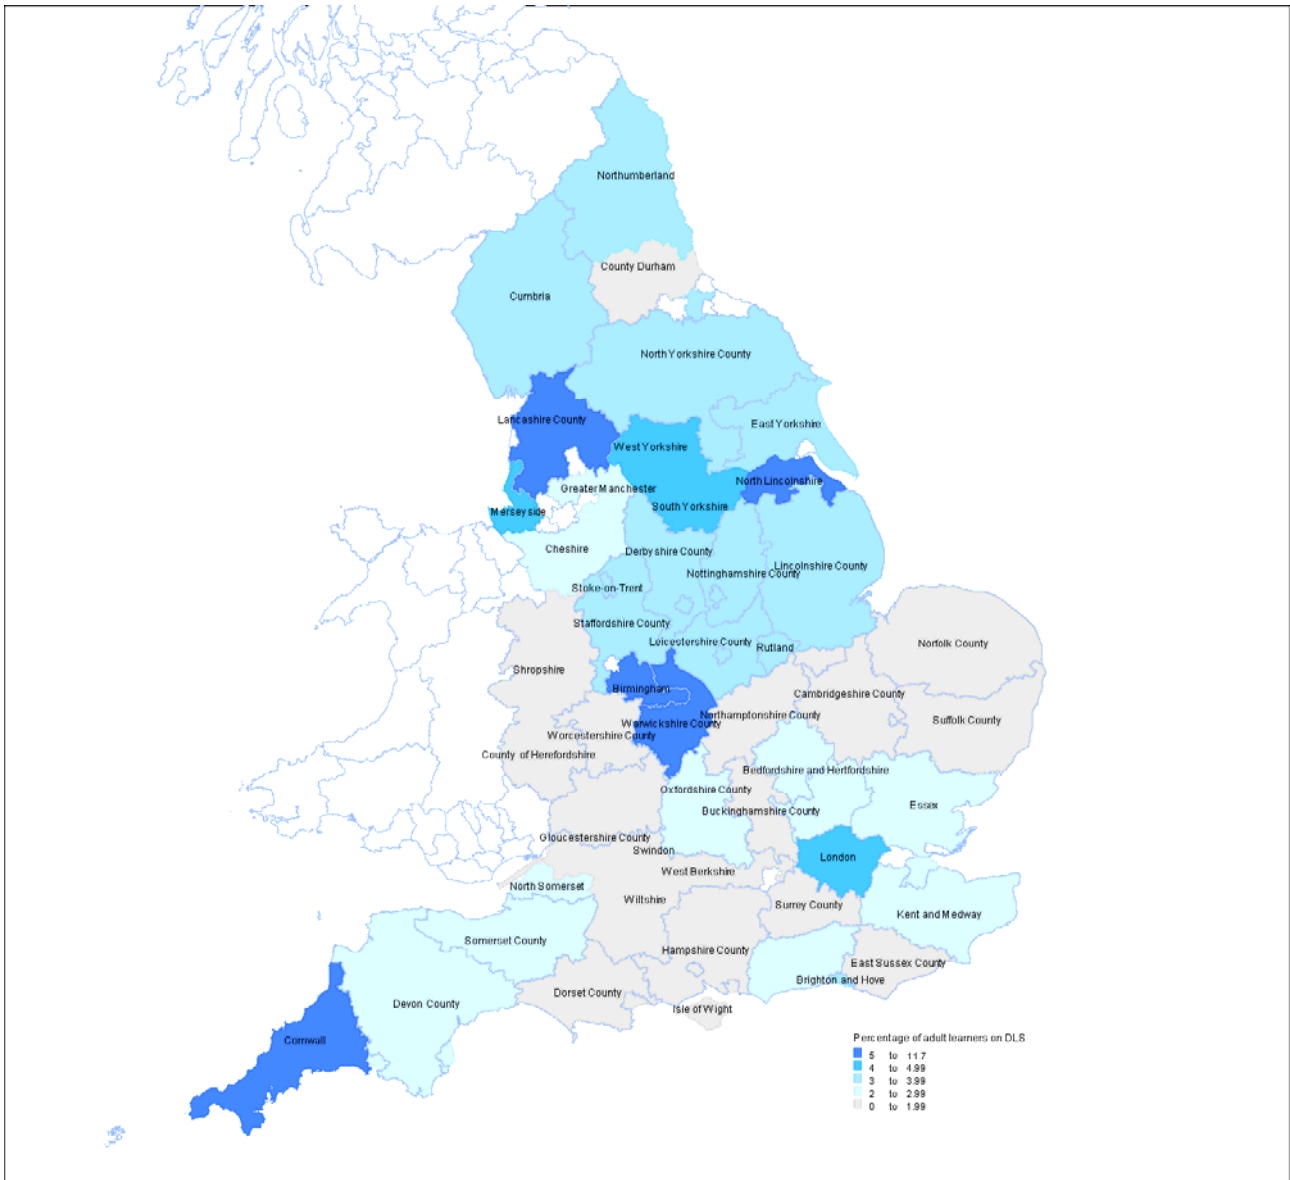 Northumberland
County Durham
Cumbria
North Yorkshire County
Lancashire County
East Yorkshire
West Yorkshire
North Lincolnshire
Greater Manchester
South Yorkshire
Merseyside
Cheshire
Derbyshire County
Lincolnshire County
Nottinghamshire County
Stoke-on-Trent
Staffordshire County
Leicestershire County
Rutland
Norfolk County
Shropshire
Birmingham
Cambridgeshire County
Northamptonshire County
Suffolk County
Warwickshire County
Worcestershire County
County of Herefordshire
Bedfordshire and Hertfordshire
Oxfordshire County
Essex
Buckinghamshire County
Gloucestershire County
Swindon
London
West Berkshire
North Somerset
Wiltshire
Surrey County
Kent and Medway
Somerset County
Hampshire County
East Sussex County
Brighton and Hove
Dorset County
Devon County
Isle of Wight
Cornwall
Percentage of adult learners on DLS
5 to 11.7
4 to 4.99
3 to 3.99
2 to 2.99
0 to 1.99